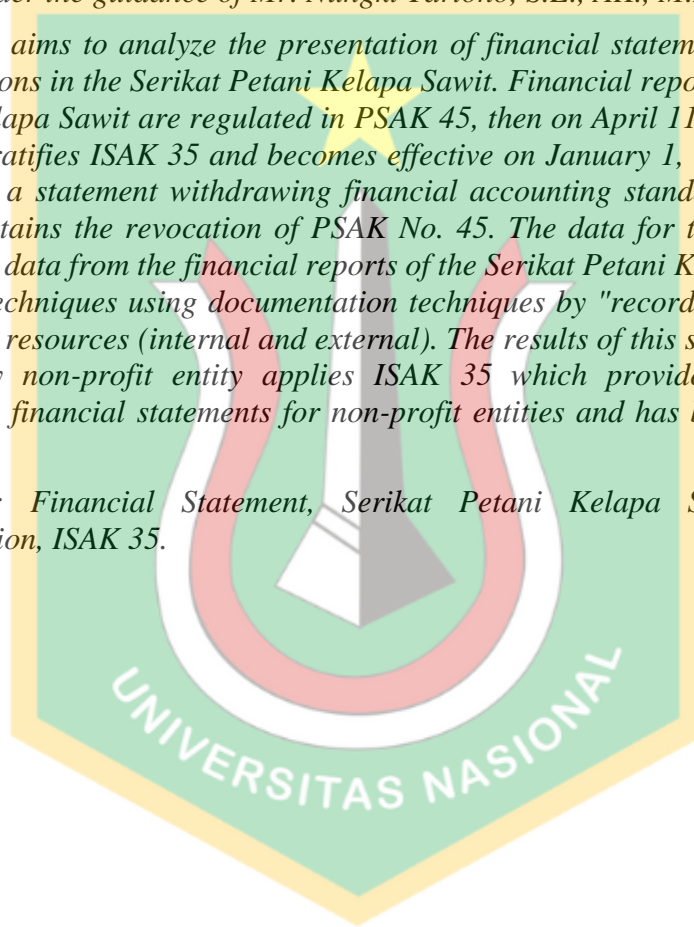 der the guidance of Mr. Nungki Yuriono, S.E., AK., M.
aims to analyze the presentation of financial statem
ons in the Serikat Petani Kelapa Sawit. Financial repo
lapa Sawit are regulated in PSAK 45, then on April 11
ratifies ISAK 35 and becomes effective on January 1,
a statement withdrawing financial accounting stand
tains the revocation of PSAK No. 45. The data for t
data from the financial reports of the Serikat Petani K
echniques using documentation techniques by "record
resources (internal and external). The results of this s
y non-profit entity applies ISAK 35 which provide
financial statements for non-profit entities and has l
Financial Statement, Serikat Petani Kelapa S
ion, ISAK 35.
UNIVERSITAS NASIONAL